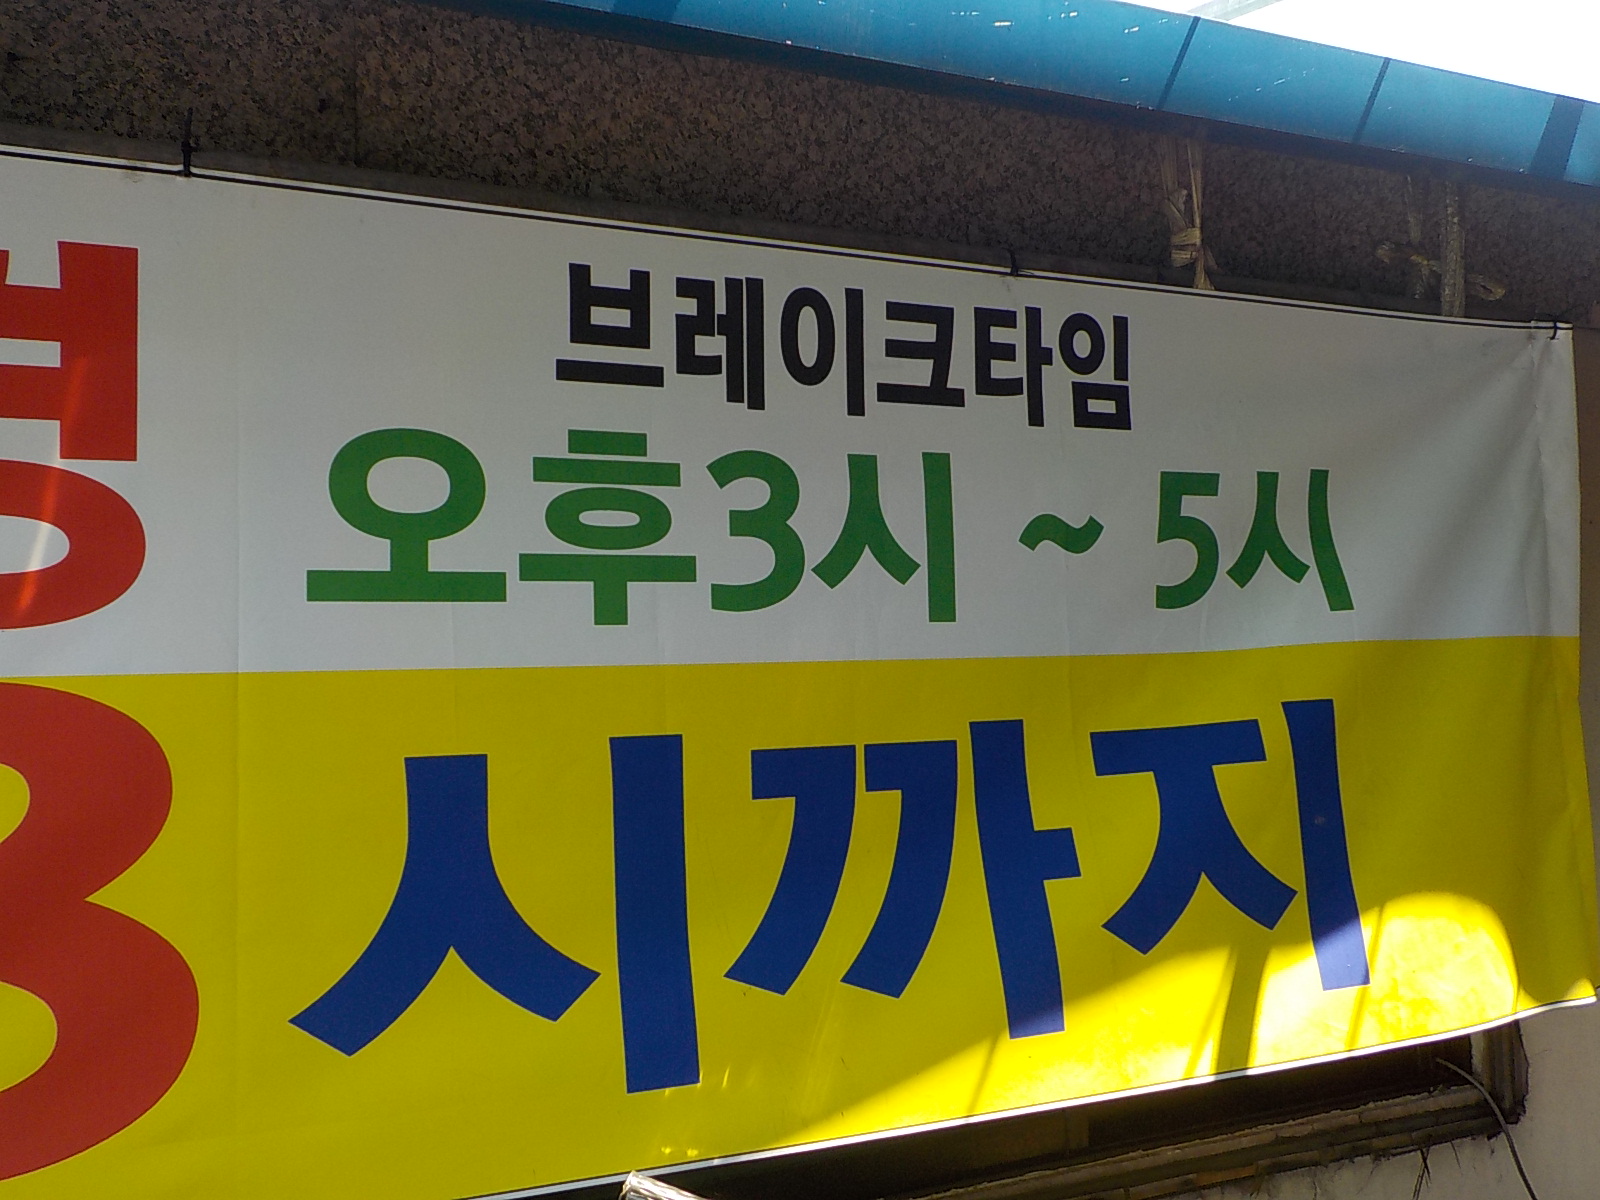 브레이크타임
오후3시 ~ 5시
시까지